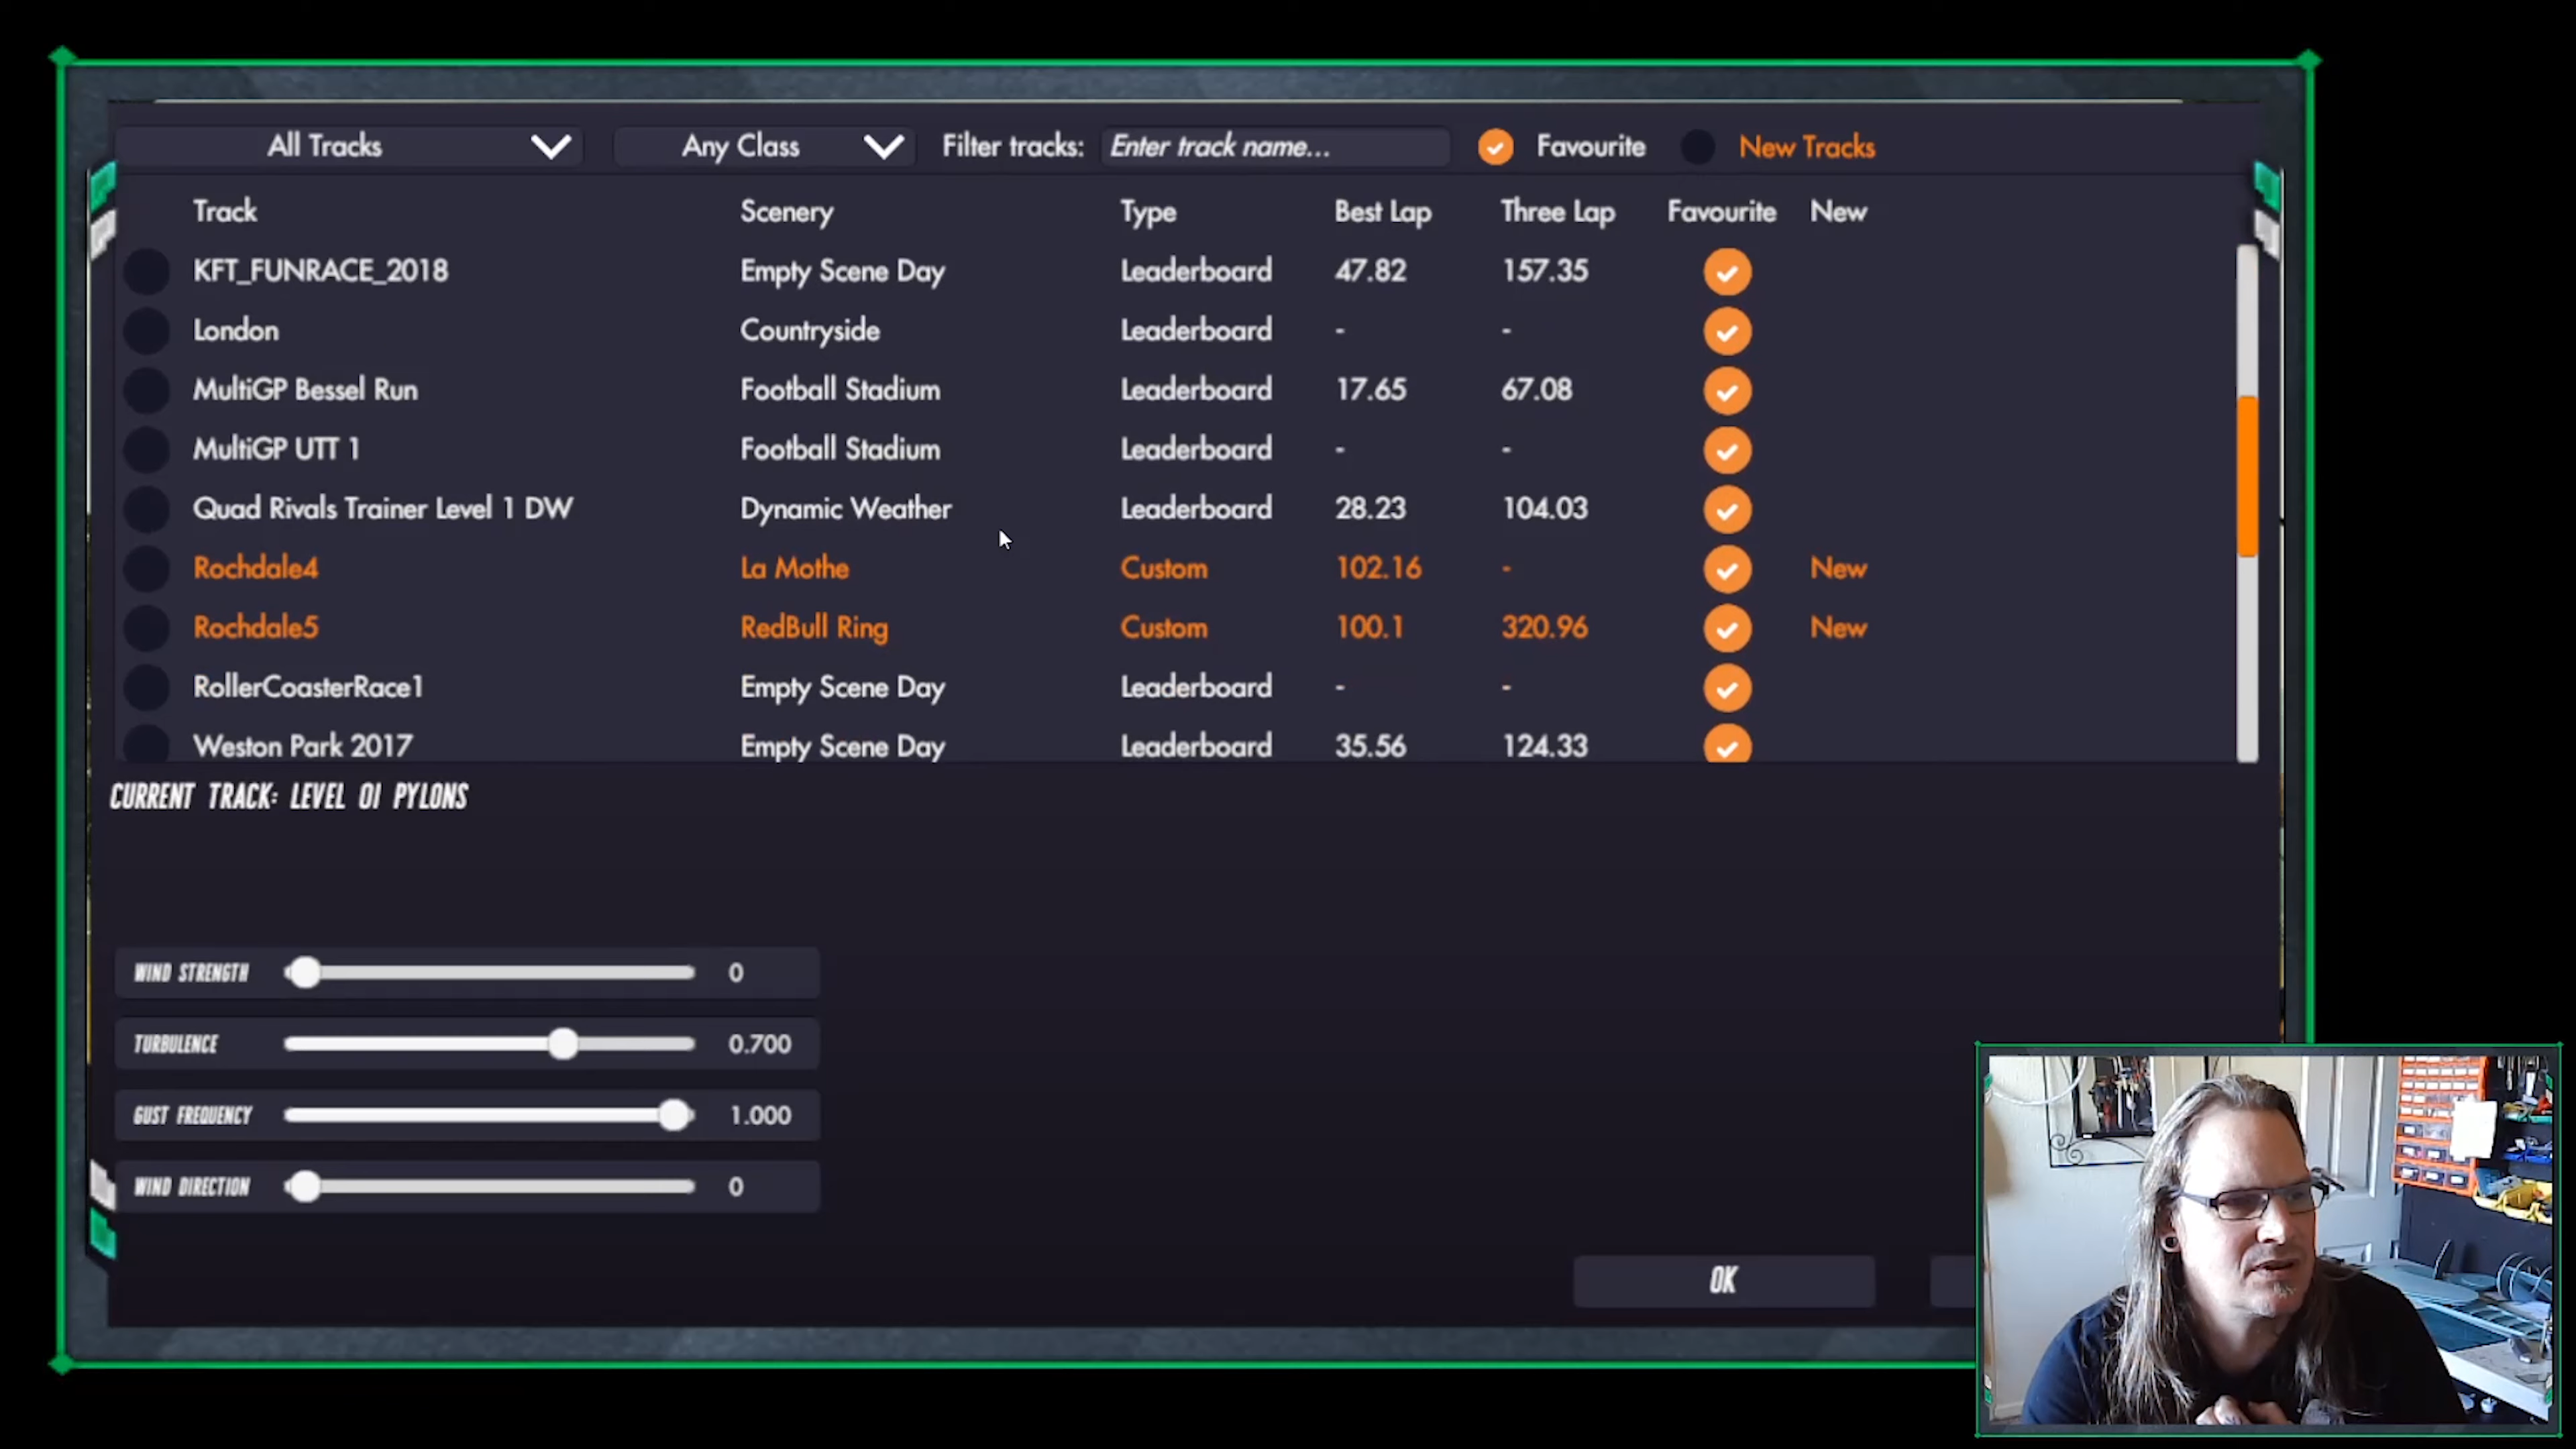 All Tracks Any Class Filter tracks: Enter track name... Favourite New Tracks
Track Scenery Type Best Lap Three Lap Favourite New
KFT_FUNRACE_2018 Empty Scene Day Leaderboard 47.82 157.35
London Countryside Leaderboard - -
MultiGP Bessel Run Football Stadium Leaderboard 17.65 67.08
MultiGP UTT 1 Football Stadium Leaderboard - -
Quad Rivals Trainer Level 1 DW Dynamic Weather Leaderboard 28.23 104.03
Rochdale4 La Mothe Custom 102.16 - New
Rochdale5 RedBull Ring Custom 100.1 320.96 New
RollerCoasterRace1 Empty Scene Day Leaderboard - -
Weston Park 2017 Empty Scene Day Leaderboard 35.56 124.33
CURRENT TRACK: LEVEL 01 PYLONS
WIND STRENGTH 0
TURBULENCE 0.700
GUST FREQUENCY 1.000
WIND DIRECTION 0
OK